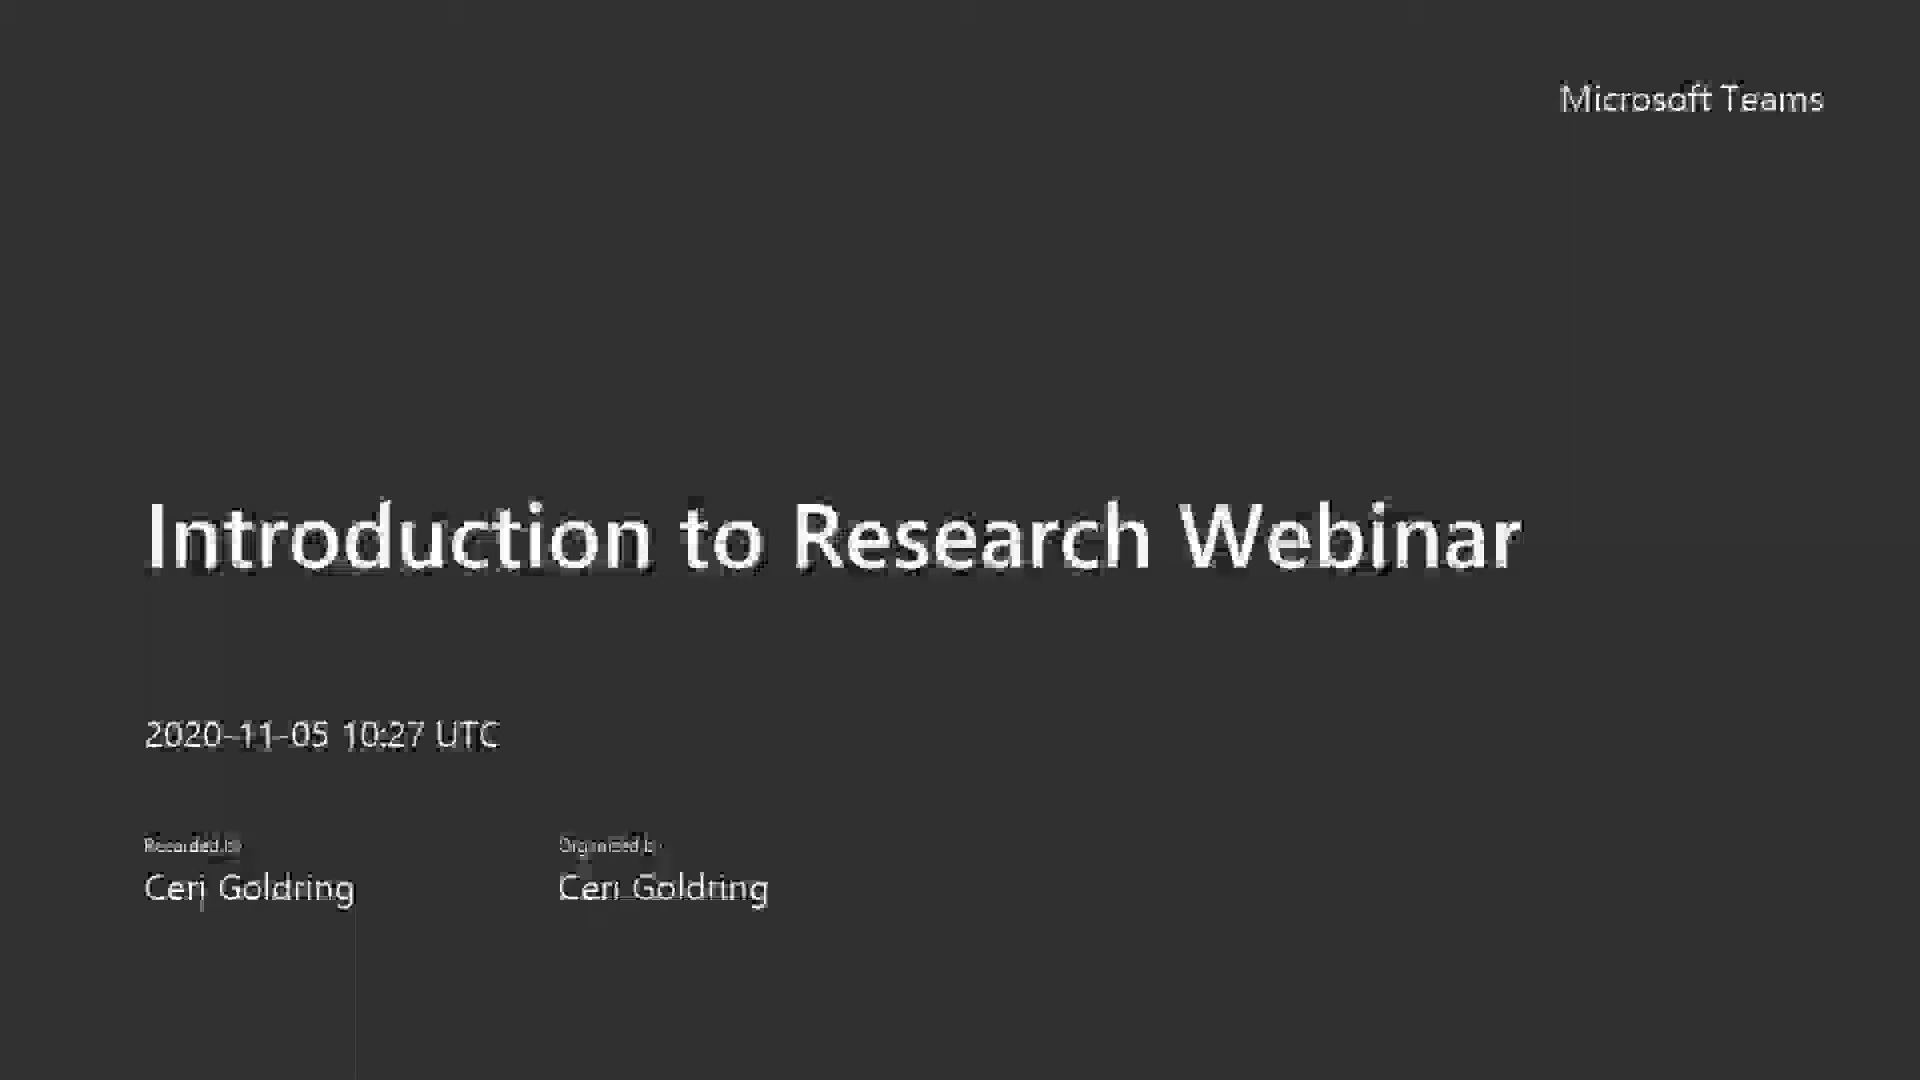 Microsoft Teams
Introduction to Research Webinar
2020-11-05 10:27 UTC
Recorded by
Organized by
Ceri Goldring
Ceri Goldring